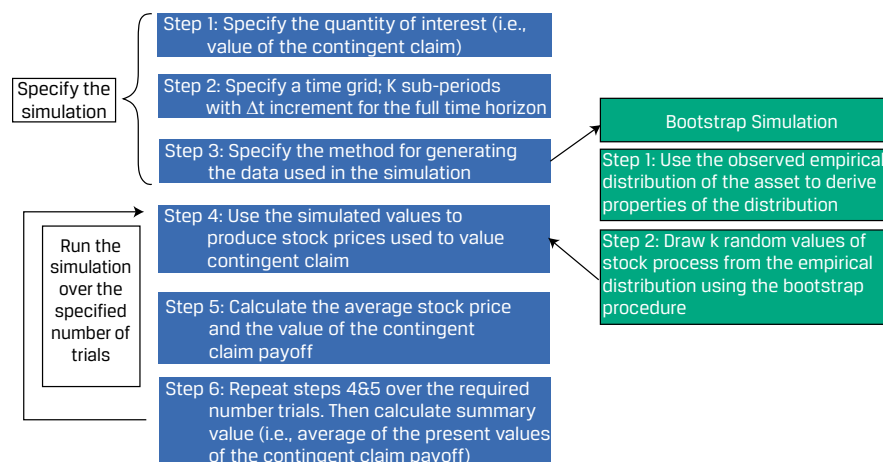 Specify the
simulation
Step 1: Specify the quantity of interest (i.e.,
value of the contingent claim)
Step 2: Specify a time grid; K sub-periods
with Δt increment for the full time horizon
Step 3: Specify the method for generating
the data used in the simulation
Run the
simulation
over the
specified
number of
trials
Step 4: Use the simulated values to
produce stock prices used to value
contingent claim
Step 5: Calculate the average stock price
and the value of the contingent
claim payoff
Step 6: Repeat steps 4&5 over the required
number trials. Then calculate summary
value (i.e., average of the present values
of the contingent claim payoff)
Bootstrap Simulation
Step 1: Use the observed empirical
distribution of the asset to derive
properties of the distribution
Step 2: Draw k random values of
stock process from the empirical
distribution using the bootstrap
procedure